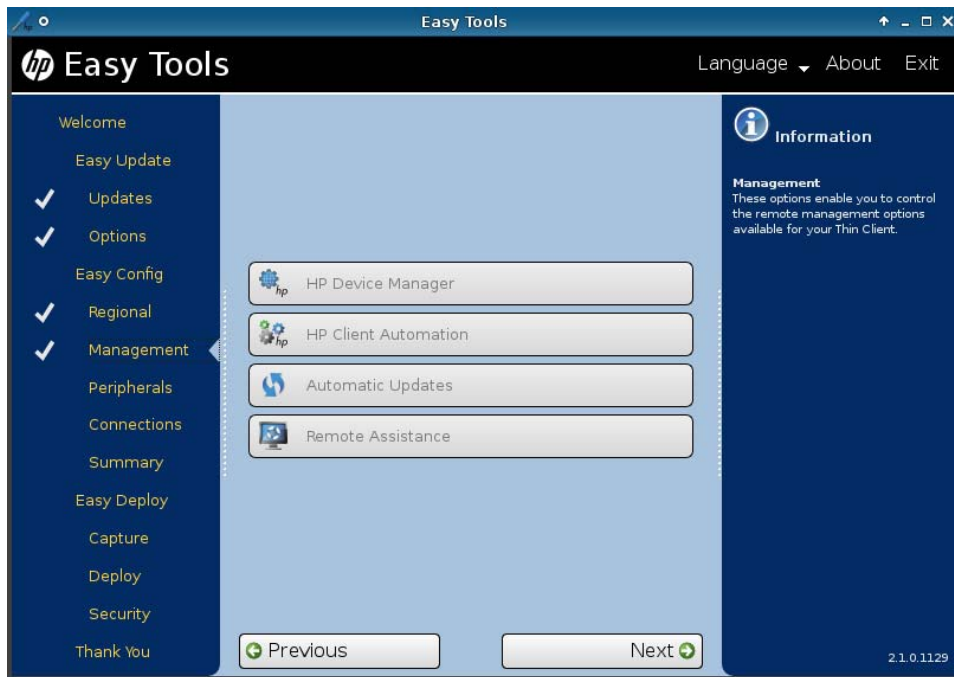 Easy Tools
hp Easy Tools
Language About Exit
Welcome
Easy Update
Updates
Options
Easy Config
Regional
Management
Peripherals
Connections
Summary
Easy Deploy
Capture
Deploy
Security
Thank You
hp HP Device Manager
hp HP Client Automation
Automatic Updates
Remote Assistance
Previous
Next
Information
Management
These options enable you to control
the remote management options
available for your Thin Client.
2.1.0.1129